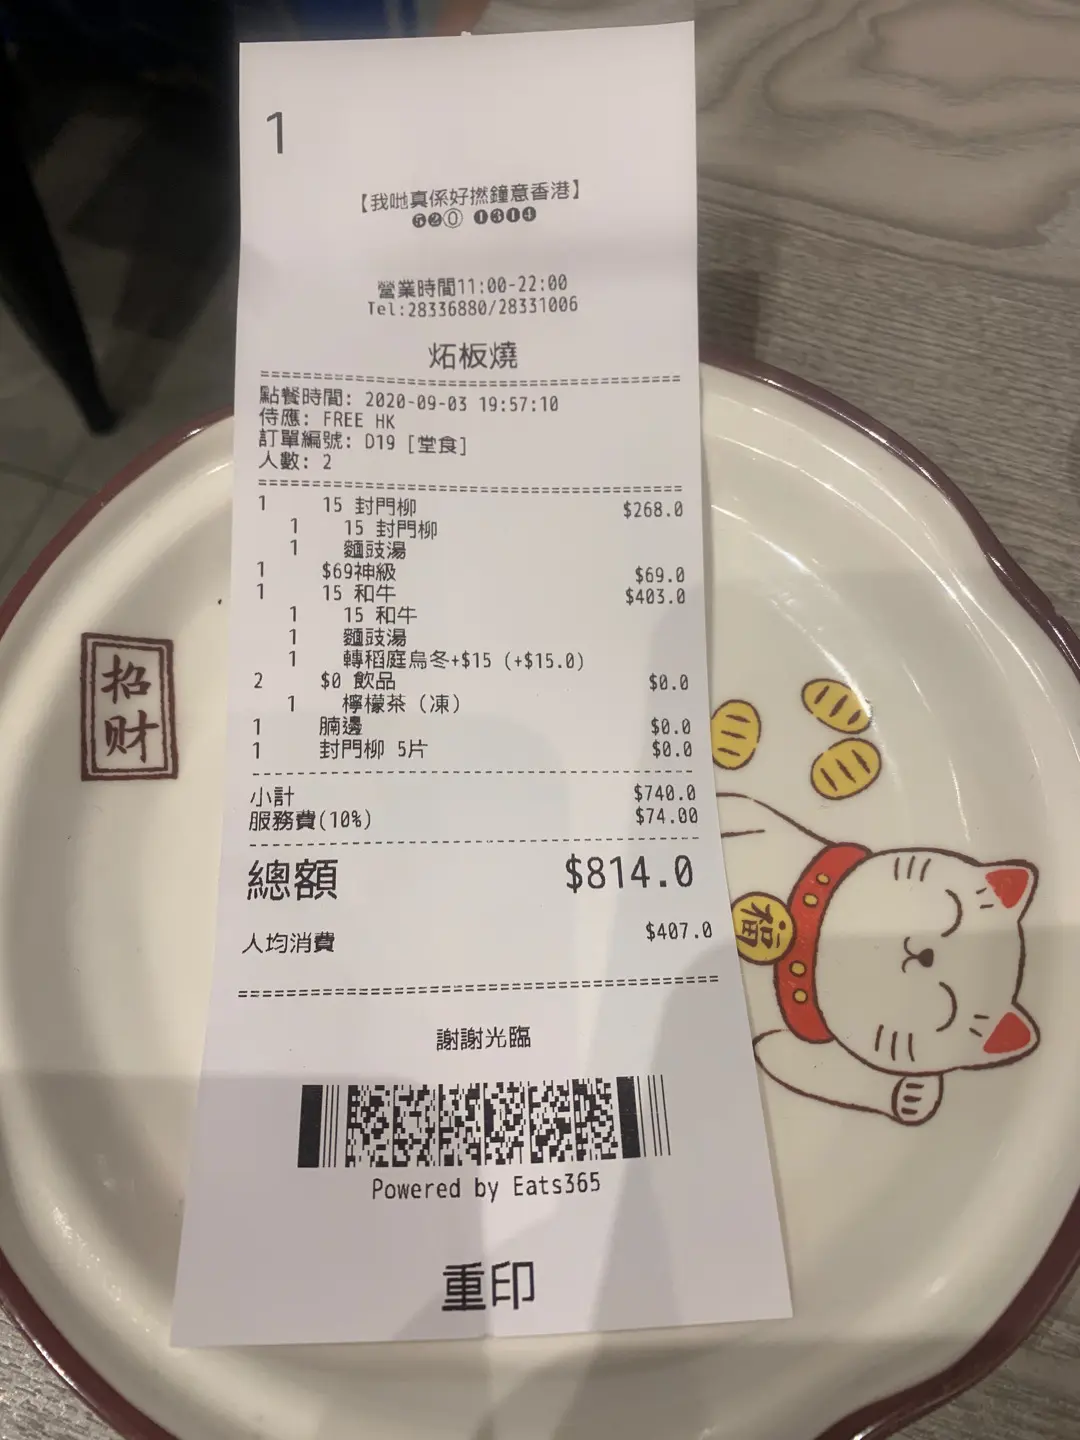 1
【我哋真係好撚鐘意香港】
❺❷⓪ ❶❸❶❹
營業時間11:00-22:00
Tel:28336880/28331006
炻板燒
點餐時間: 2020-09-03 19:57:10
侍應: FREE HK
訂單編號: D19 [堂食]
人數: 2
1 15 封門柳 $268.0
1 15 封門柳
1 麵豉湯
1 $69神級 $69.0
1 15 和牛 $403.0
1 15 和牛
1 麵豉湯
1 轉稻庭烏冬+$15 (+$15.0)
2 $0 飲品 $0.0
1 檸檬茶（凍）
1 腩邊 $0.0
1 封門柳 5片 $0.0
小計 $740.0
服務費(10%) $74.00
總額 $814.0
人均消費 $407.0
謝謝光臨
Powered by Eats365
重印
招财
福